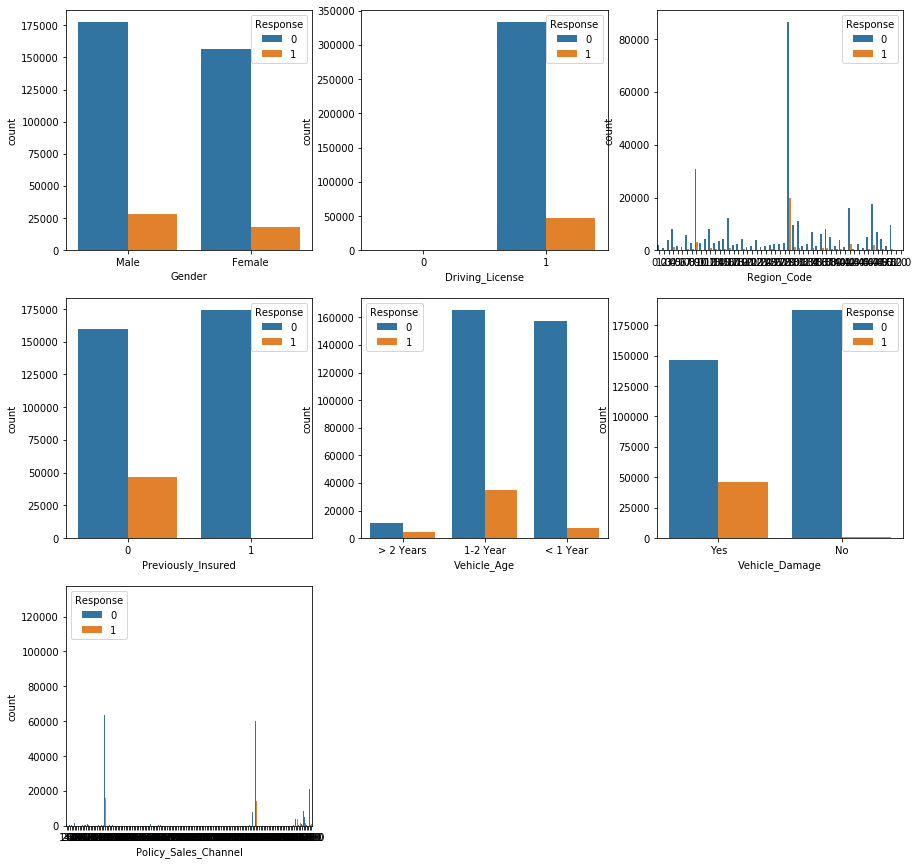 175000
150000
125000
100000
75000
50000
25000
0
count
Male
Female
Gender
Response
0
1
350000
300000
250000
200000
150000
100000
50000
0
count
0
1
Driving_License
Response
0
1
80000
60000
40000
20000
0
count
Region_Code
Response
0
1
175000
150000
125000
100000
75000
50000
25000
0
count
0
1
Previously_Insured
Response
0
1
160000
140000
120000
100000
80000
60000
40000
20000
0
count
> 2 Years
1-2 Year
< 1 Year
Vehicle_Age
Response
0
1
175000
150000
125000
100000
75000
50000
25000
0
count
Yes
No
Vehicle_Damage
Response
0
1
120000
100000
80000
60000
40000
20000
0
count
Policy_Sales_Channel
Response
0
1